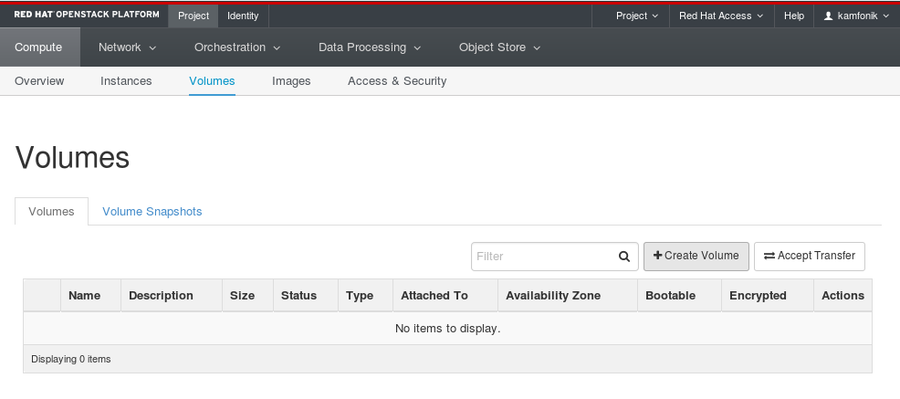 RED HAT OPENSTACK PLATFORM Project Identity Project Red Hat Access Help kamfonik
Compute Network Orchestration Data Processing Object Store
Overview Instances Volumes Images Access & Security
Volumes
Volumes Volume Snapshots
Filter Create Volume Accept Transfer
Name Description Size Status Type Attached To Availability Zone Bootable Encrypted Actions
No items to display.
Displaying 0 items